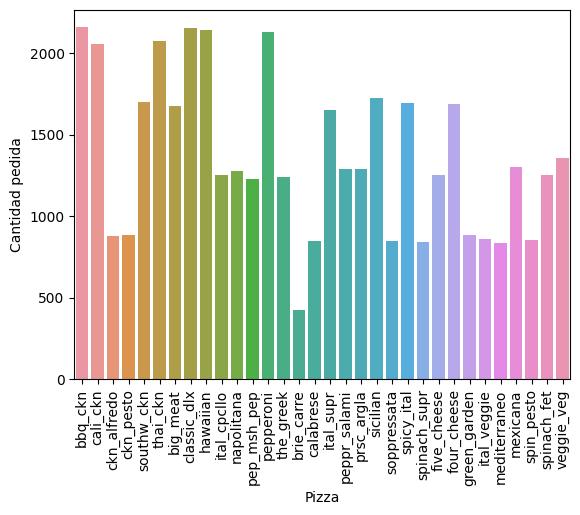 Cantidad pedida
2000
1500
1000
500
0
bbq_ckn
cali_ckn
ckn_alfredo
ckn_pesto
southw_ckn
thai_ckn
big_meat
classic_dlx
hawaiian
ital_cpcllo
napolitana
pep_msh_pep
pepperoni
the_greek
brie_carre
calabrese
ital_supr
peppr_salami
prsc_argla
sicilian
soppressata
spicy_ital
spinach_supr
five_cheese
four_cheese
green_garden
ital_veggie
mediterraneo
mexicana
spin_pesto
spinach_fet
veggie_veg
Pizza